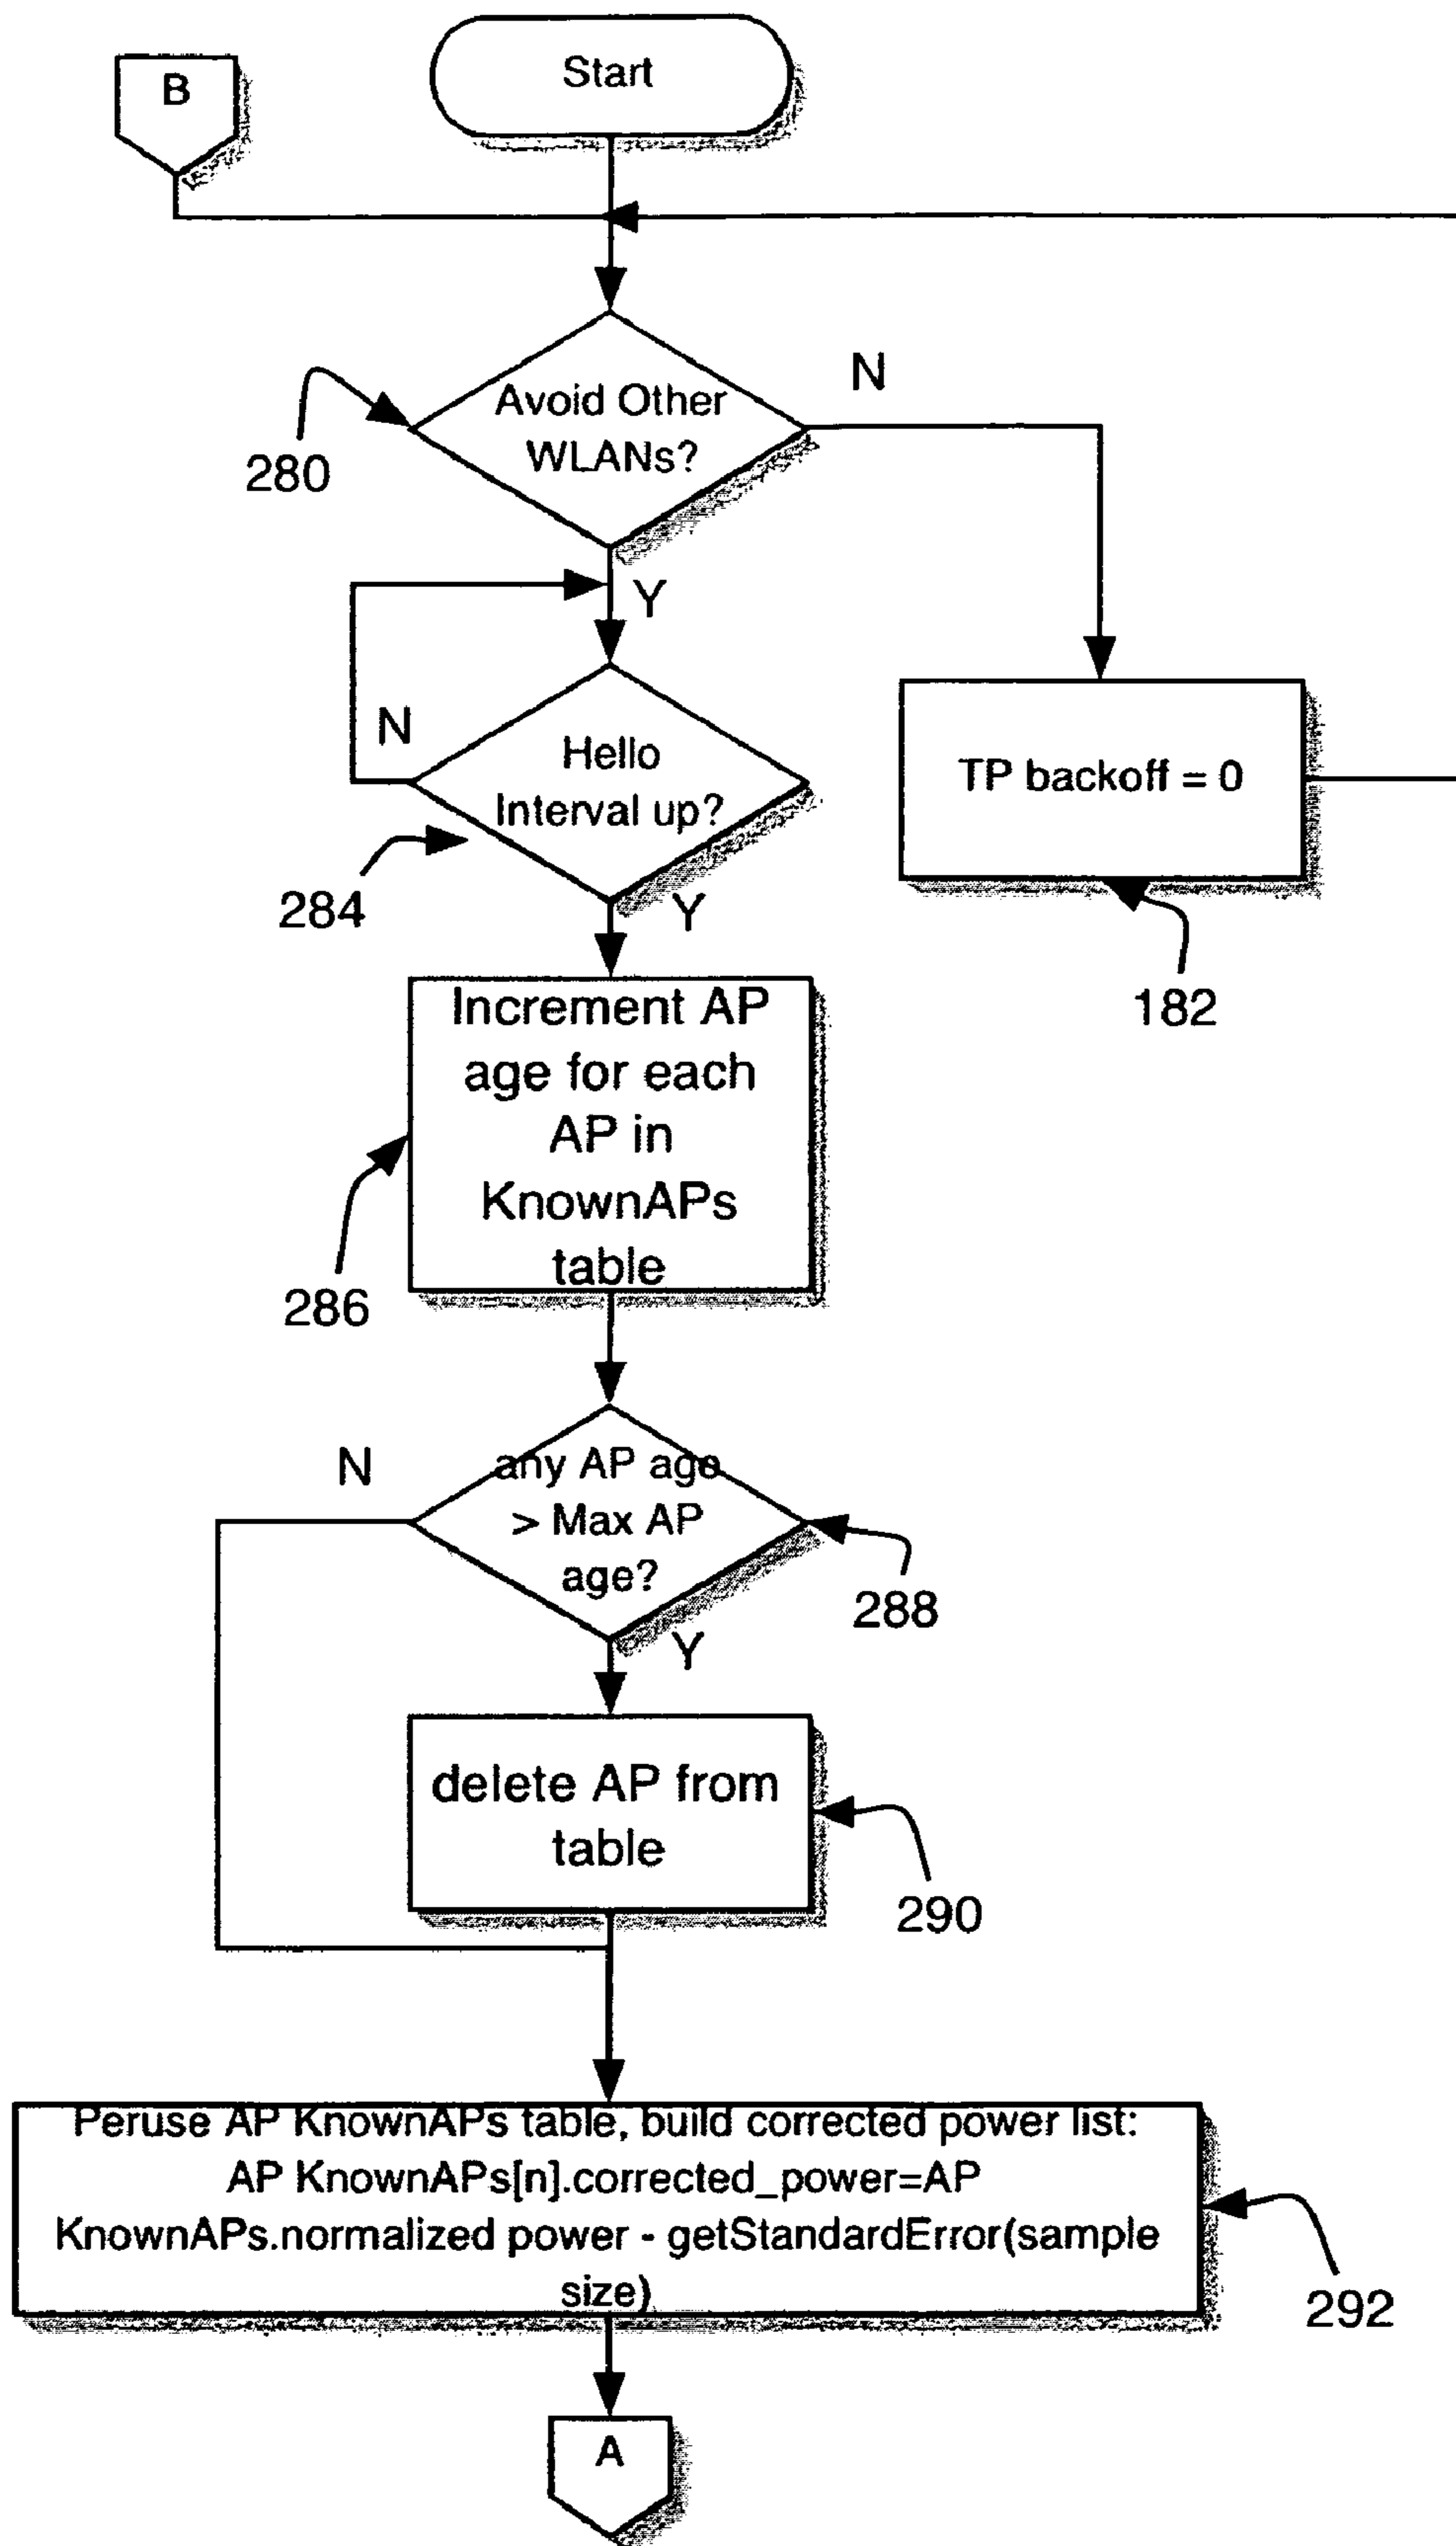 B
Start
Avoid Other
WLANs?
N
280
Y
N
Hello
Interval up?
TP backoff = 0
284
Y
182
Increment AP
age for each
AP in
KnownAPs
table
286
N
any AP age
> Max AP
age?
288
Y
delete AP from
table
290
Peruse AP KnownAPs table, build corrected power list:
AP KnownAPs[n].corrected_power=AP
KnownAPs.normalized power - getStandardError(sample
size)
292
A